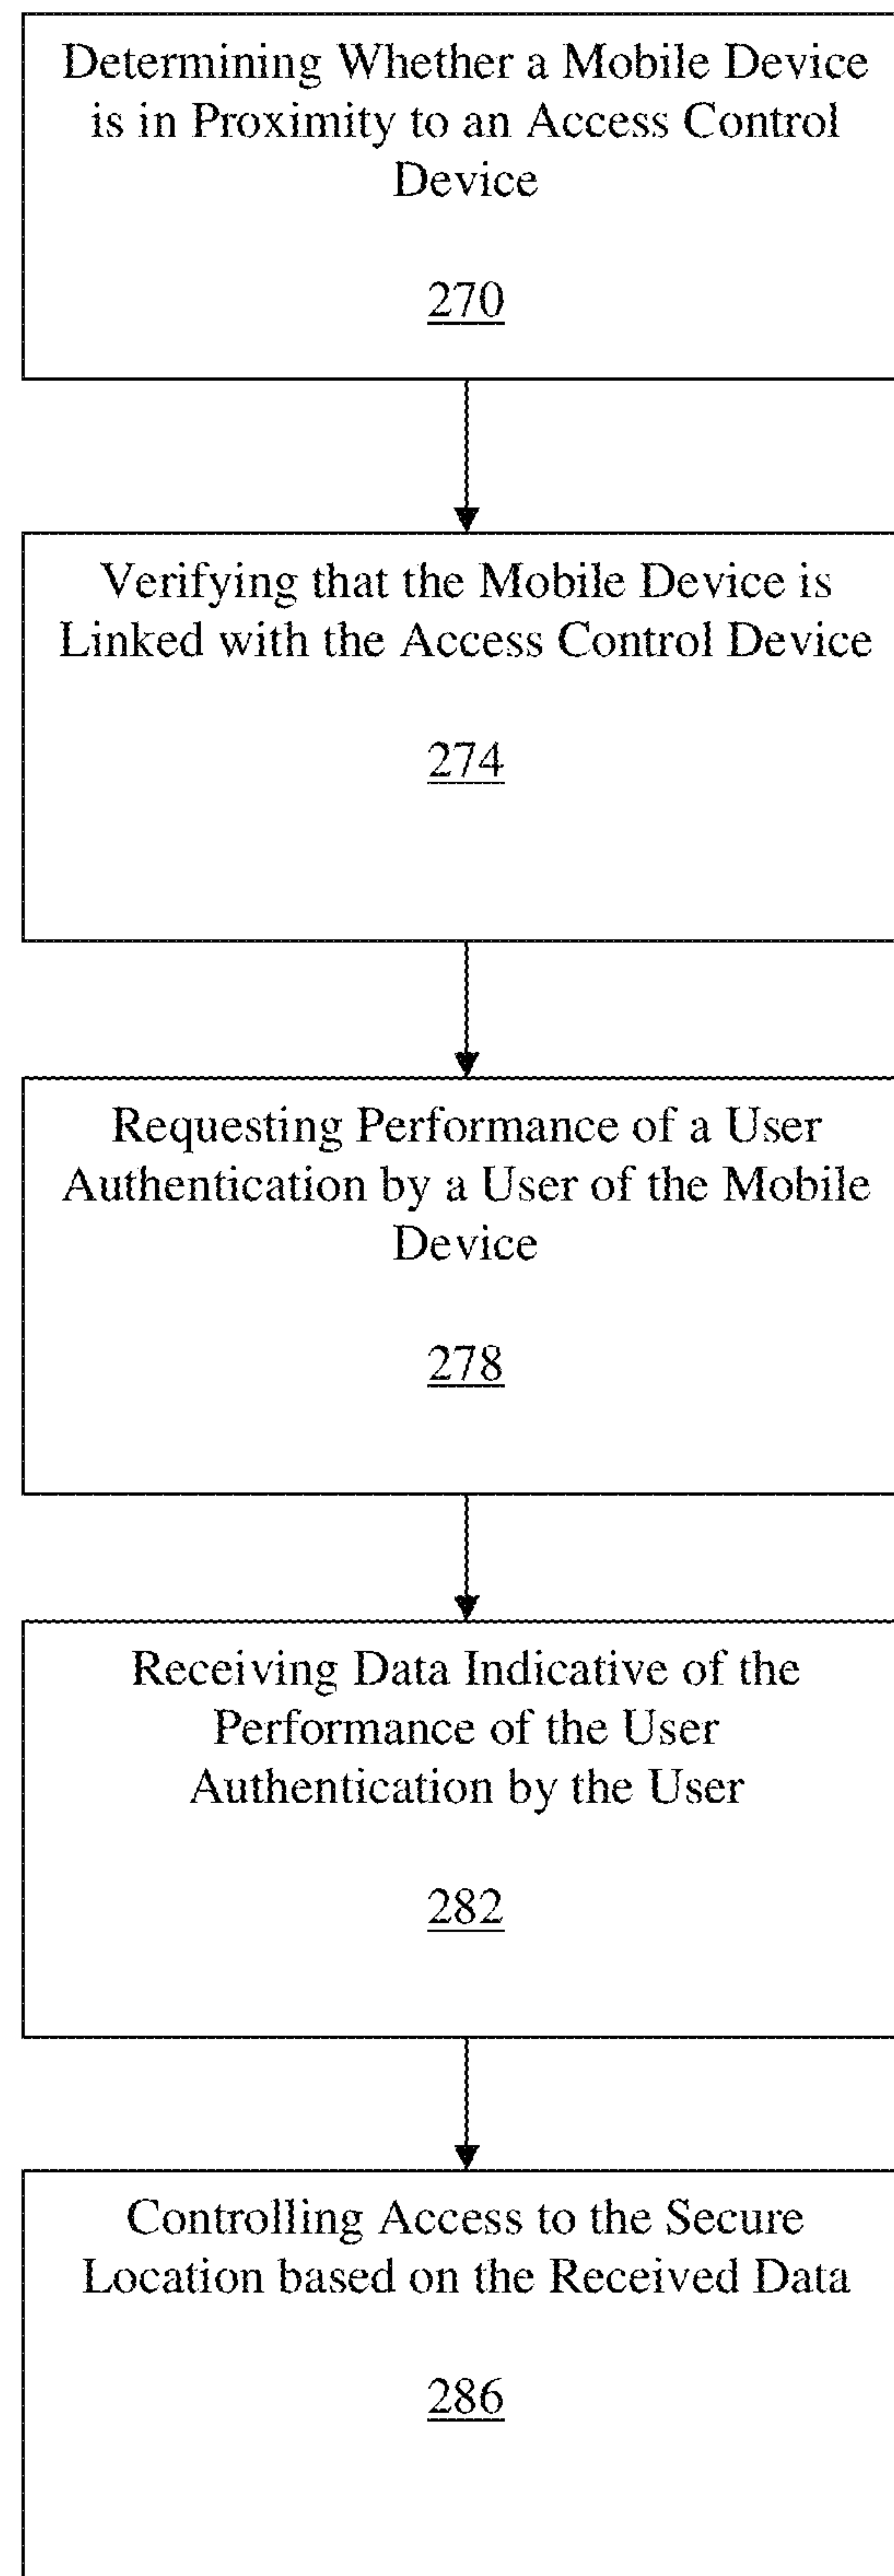 Determining Whether a Mobile Device
is in Proximity to an Access Control
Device
270
Verifying that the Mobile Device is
Linked with the Access Control Device
274
Requesting Performance of a User
Authentication by a User of the Mobile
Device
278
Receiving Data Indicative of the
Performance of the User
Authentication by the User
282
Controlling Access to the Secure
Location based on the Received Data
286